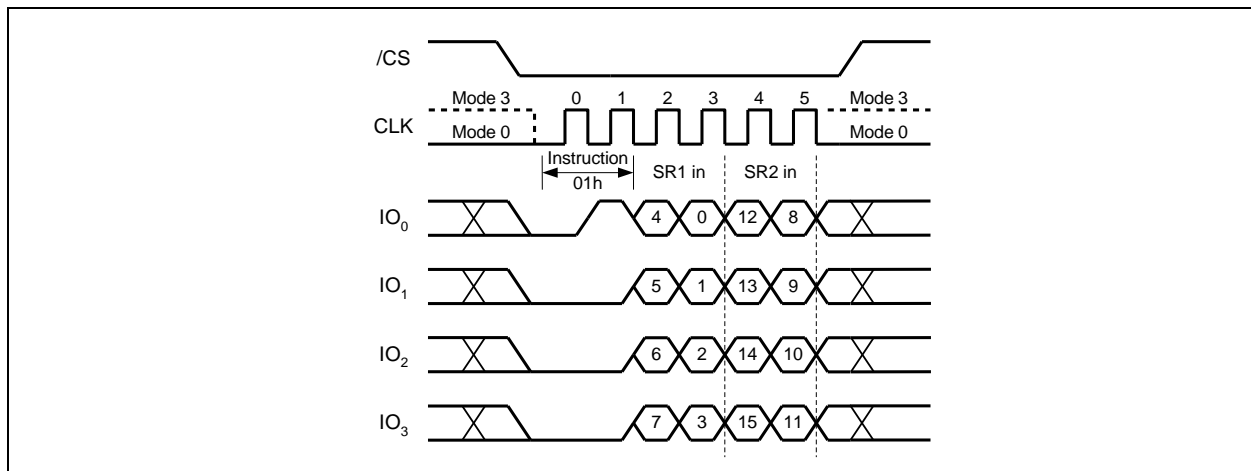 /CS
Mode 3 0 1 2 3 4 5 Mode 3
CLK Mode 0 Mode 0
Instruction
01h SR1 in SR2 in
IO0 4 0 12 8
IO1 5 1 13 9
IO2 6 2 14 10
IO3 7 3 15 11